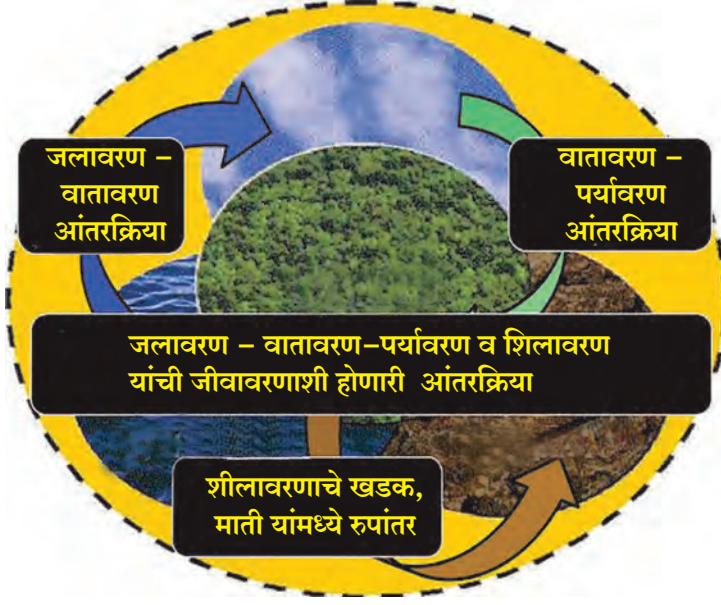 जलावरण –
वातावरण
आंतरक्रिया
वातावरण –
पर्यावरण
आंतरक्रिया
जलावरण – वातावरण–पर्यावरण व शिलावरण
यांची जीवावरणाशी होणारी आंतरक्रिया
शीलावरणाचे खडक,
माती यांमध्ये रुपांतर